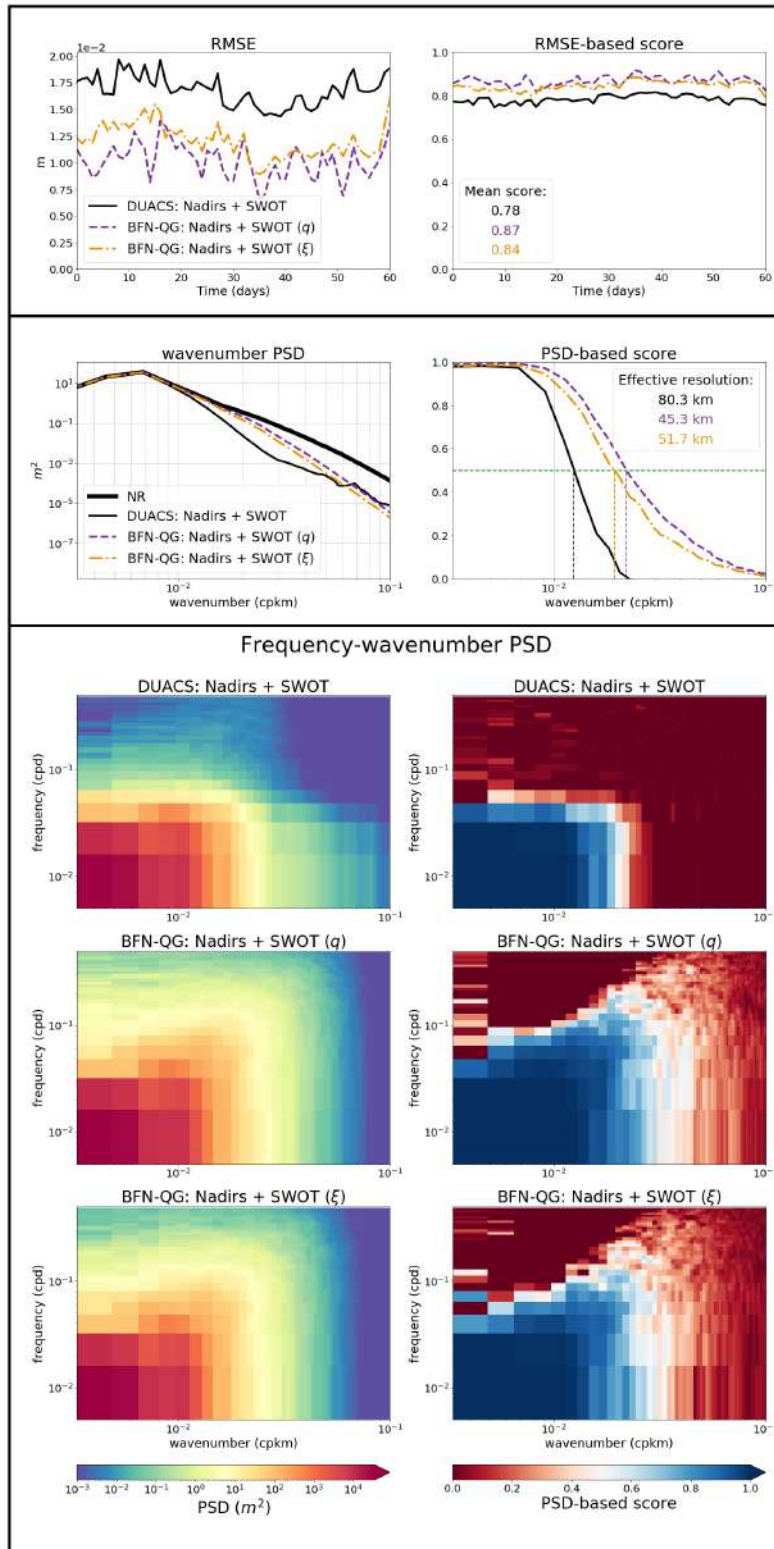 RMSE
1e−2
2.00
1.75
1.50
1.25
1.00
0.75
0.50
0.25
0.00
m
DUACS: Nadirs + SWOT
BFN-QG: Nadirs + SWOT (q)
BFN-QG: Nadirs + SWOT (ξ)
0 10 20 30 40 50 60
Time (days)
RMSE-based score
1.0
0.8
0.6
0.4
0.2
0.0
Mean score:
0.78
0.87
0.84
0 10 20 30 40 50 60
Time (days)
wavenumber PSD
10¹
10⁻¹
10⁻³
10⁻⁵
10⁻⁷
m²
NR
DUACS: Nadirs + SWOT
BFN-QG: Nadirs + SWOT (q)
BFN-QG: Nadirs + SWOT (ξ)
10⁻² 10⁻¹
wavenumber (cpkm)
PSD-based score
1.0
0.8
0.6
0.4
0.2
0.0
Effective resolution:
80.3 km
45.3 km
51.7 km
10⁻² 10⁻¹
wavenumber (cpkm)
Frequency-wavenumber PSD
DUACS: Nadirs + SWOT
frequency (cpd)
10⁻¹
10⁻²
10⁻² 10⁻¹
DUACS: Nadirs + SWOT
frequency (cpd)
10⁻¹
10⁻²
10⁻² 10⁻¹
BFN-QG: Nadirs + SWOT (q)
frequency (cpd)
10⁻¹
10⁻²
10⁻² 10⁻¹
BFN-QG: Nadirs + SWOT (q)
frequency (cpd)
10⁻¹
10⁻²
10⁻² 10⁻¹
BFN-QG: Nadirs + SWOT (ξ)
frequency (cpd)
10⁻¹
10⁻²
10⁻² 10⁻¹
wavenumber (cpkm)
BFN-QG: Nadirs + SWOT (ξ)
frequency (cpd)
10⁻¹
10⁻²
10⁻² 10⁻¹
wavenumber (cpkm)
10⁻³ 10⁻² 10⁻¹ 10⁰ 10¹ 10² 10³ 10⁴
PSD (m²)
0.0 0.2 0.4 0.6 0.8 1.0
PSD-based score